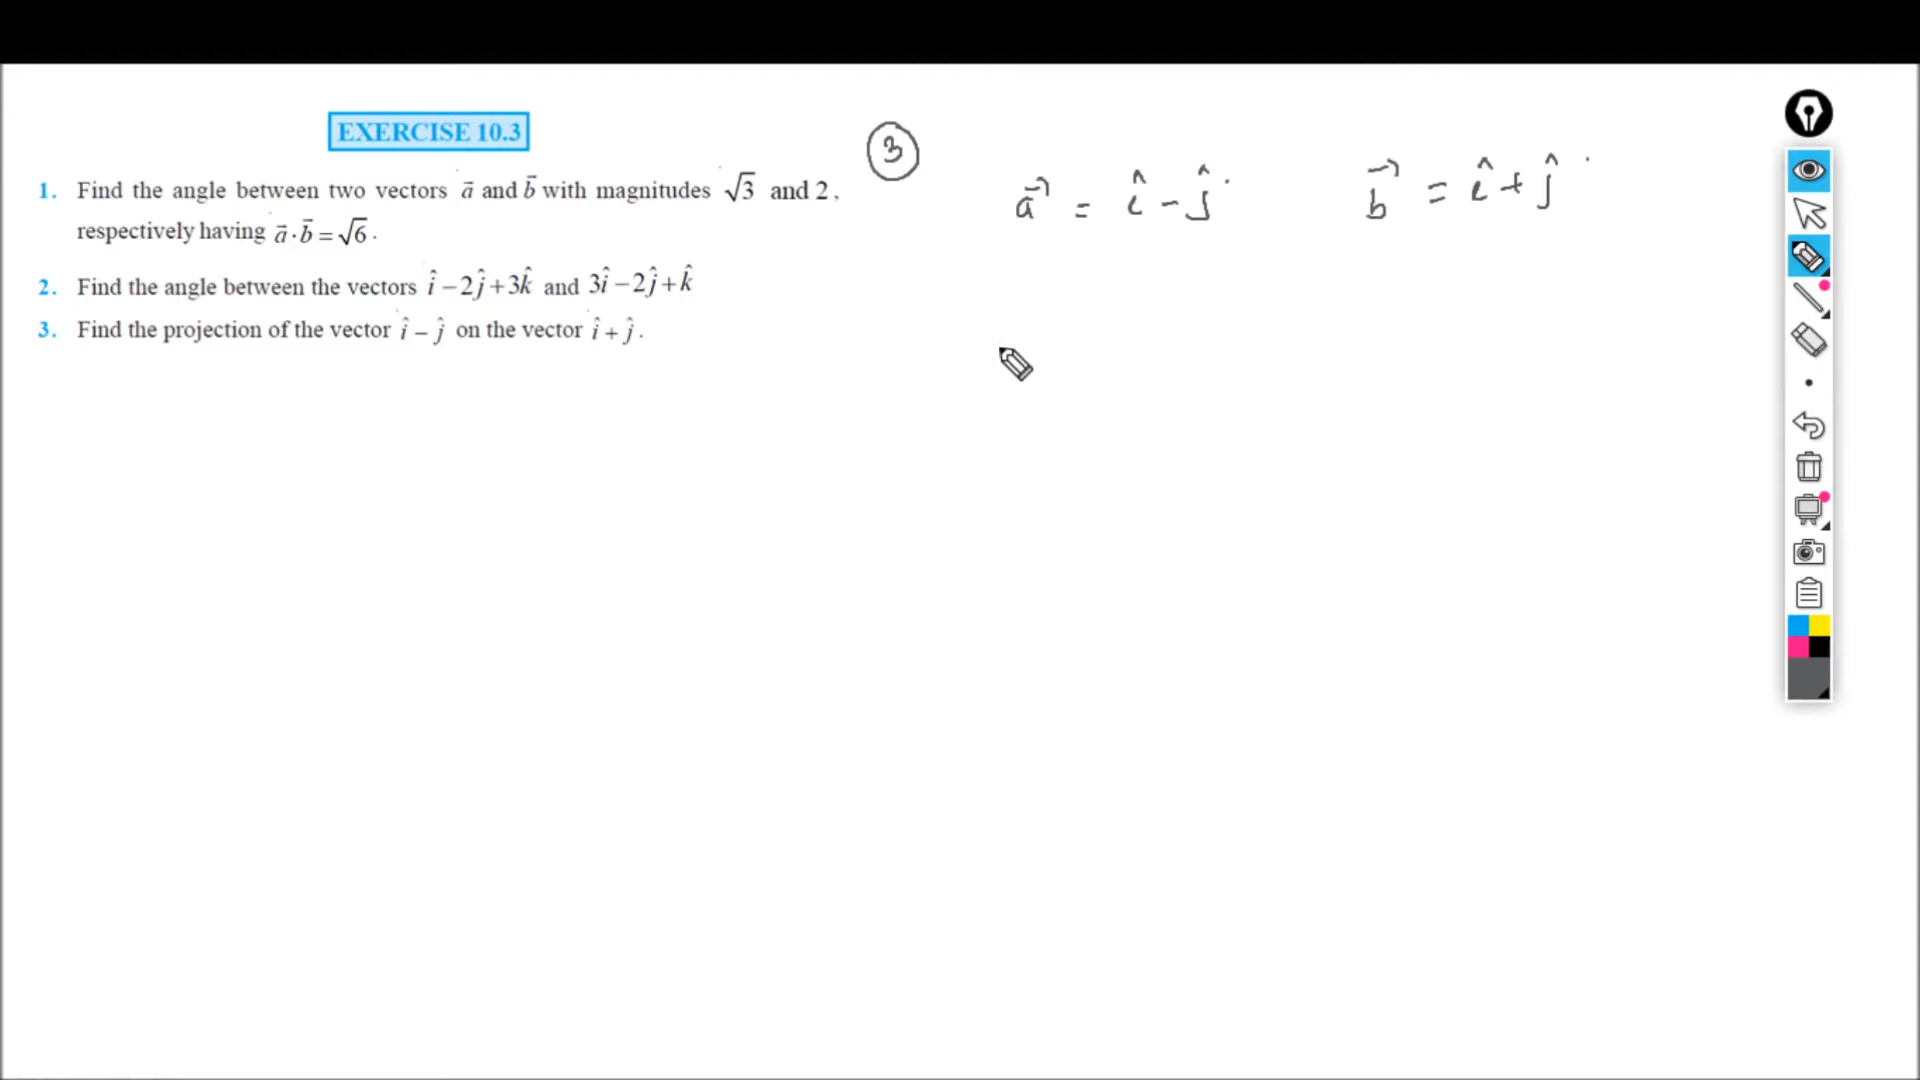 EXERCISE 10.3
1. Find the angle between two vectors a⃗ and b⃗ with magnitudes √3 and 2,
respectively having a⃗·b⃗=√6.
2. Find the angle between the vectors î−2ĵ+3k̂ and 3î−2ĵ+k̂
3. Find the projection of the vector î−ĵ on the vector î+ĵ.
3
a⃗ = î−ĵ b⃗ = î+ĵ